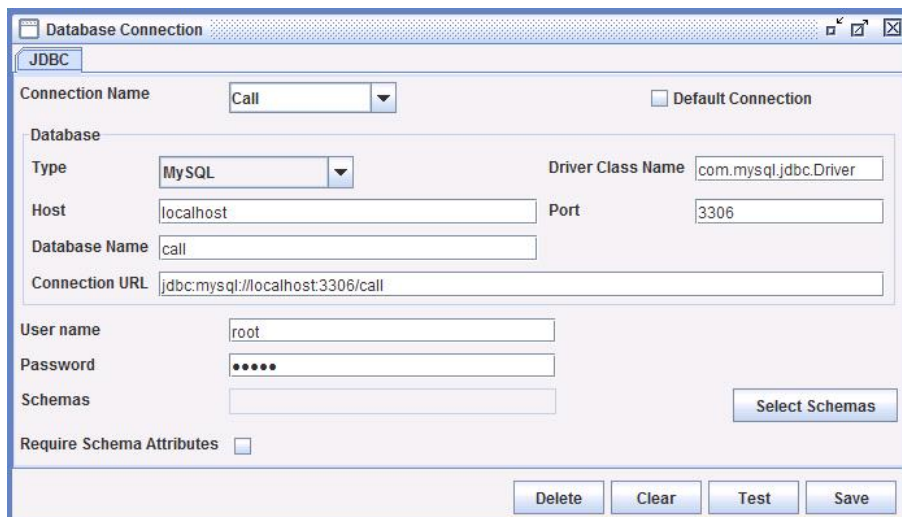 Database Connection
JDBC
Connection Name Call Default Connection
Database
Type MySQL Driver Class Name com.mysql.jdbc.Driver
Host localhost Port 3306
Database Name call
Connection URL jdbc:mysql://localhost:3306/call
User name root
Password •••••
Schemas Select Schemas
Require Schema Attributes
Delete Clear Test Save